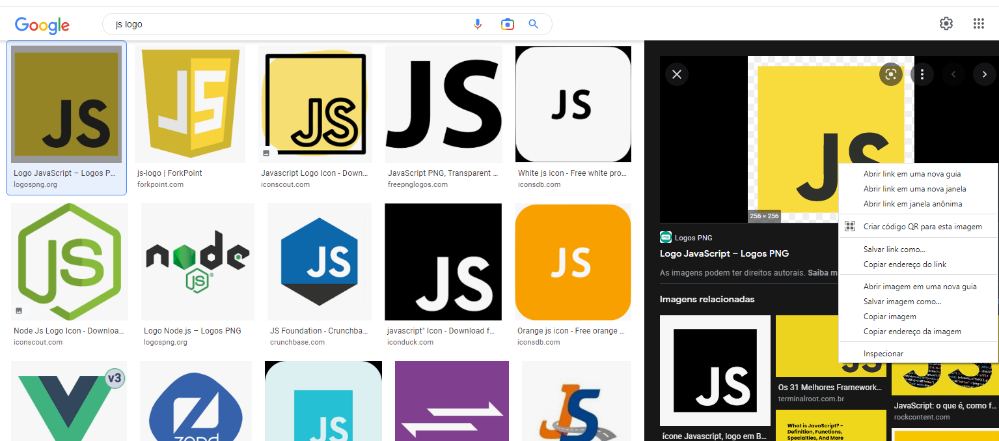 Google
js logo
JS
JS
JS
JS
JS
Logo JavaScript – Logos P...
logospng.org
js-logo | ForkPoint
forkpoint.com
Javascript Logo Icon - Down...
iconscout.com
JavaScript PNG, Transparent ...
freepnglogos.com
White js icon - Free white pro...
iconsdb.com
JS
node
JS
JS
JS
JS
Node Js Logo Icon - Downloa...
iconscout.com
Logo Node.js – Logos PNG
logospng.org
JS Foundation - Crunchba...
crunchbase.com
javascript" Icon - Download f...
iconduck.com
Orange js icon - Free orange ...
iconsdb.com
v3
zend
JS
JS
JS
256 × 256
Logos PNG
Logo JavaScript – Logos PNG
As imagens podem ter direitos autorais. Saiba
Imagens relacionadas
Abrir link em uma nova guia
Abrir link em uma nova janela
Abrir link em janela anônima
Criar código QR para esta imagem
Salvar link como...
Copiar endereço do link
Abrir imagem em uma nova guia
Salvar imagem como...
Copiar imagem
Copiar endereço da imagem
Inspecionar
JS
JS
JS
ícone Javascript, logo em B...
Os 31 Melhores Framework...
terminalroot.com.br
JavaScript: o que é, como f...
rockcontent.com
What is JavaScript? -
Definition, Functions,
Specialties, And More